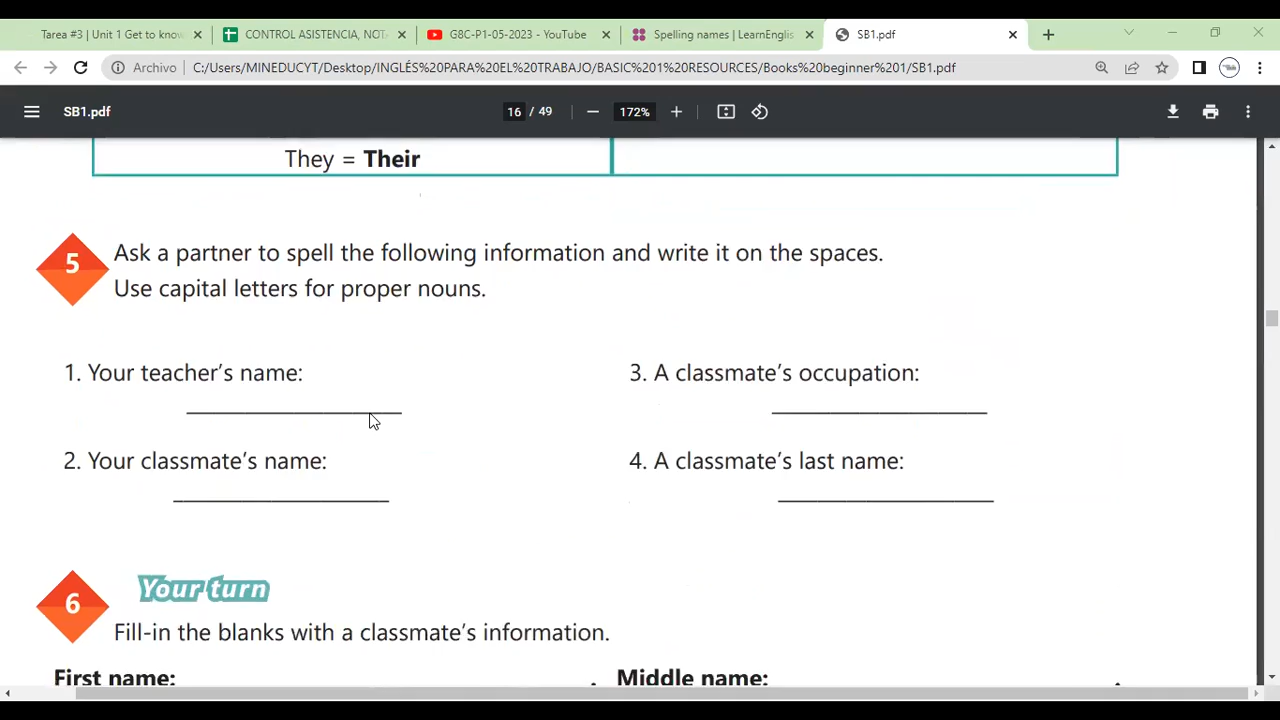 Tarea #3 | Unit 1 Get to know
CONTROL ASISTENCIA, NOT
G8C-P1-05-2023 - YouTube
Spelling names | LearnEnglis
SB1.pdf
Archivo
C:/Users/MINEDUCYT/Desktop/INGLÉS%20PARA%20EL%20TRABAJO/BASIC%201%20RESOURCES/Books%20beginner%201/SB1.pdf
SB1.pdf
16 / 49
172%
They = Their
5
Ask a partner to spell the following information and write it on the spaces.
Use capital letters for proper nouns.
1. Your teacher's name:
3. A classmate's occupation:
2. Your classmate's name:
4. A classmate's last name:
6
Your turn
Fill-in the blanks with a classmate's information.
First name:
Middle name: